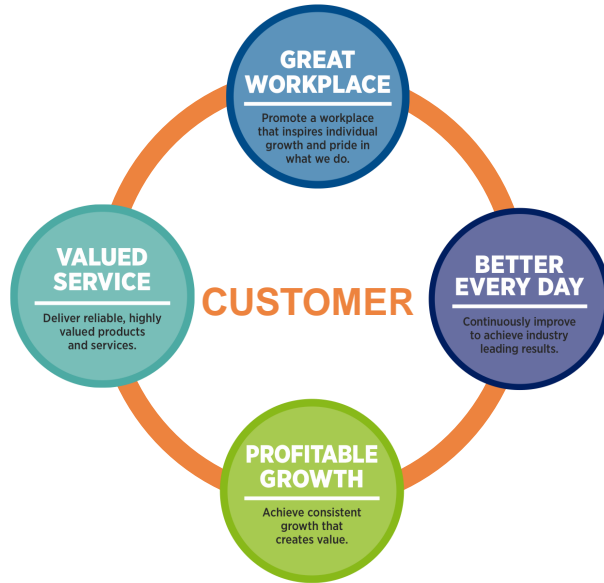 GREAT
WORKPLACE
Promote a workplace
that inspires individual
growth and pride in
what we do.
VALUED
SERVICE
Deliver reliable, highly
valued products
and services.
CUSTOMER
BETTER
EVERY DAY
Continuously improve
to achieve industry
leading results.
PROFITABLE
GROWTH
Achieve consistent
growth that
creates value.